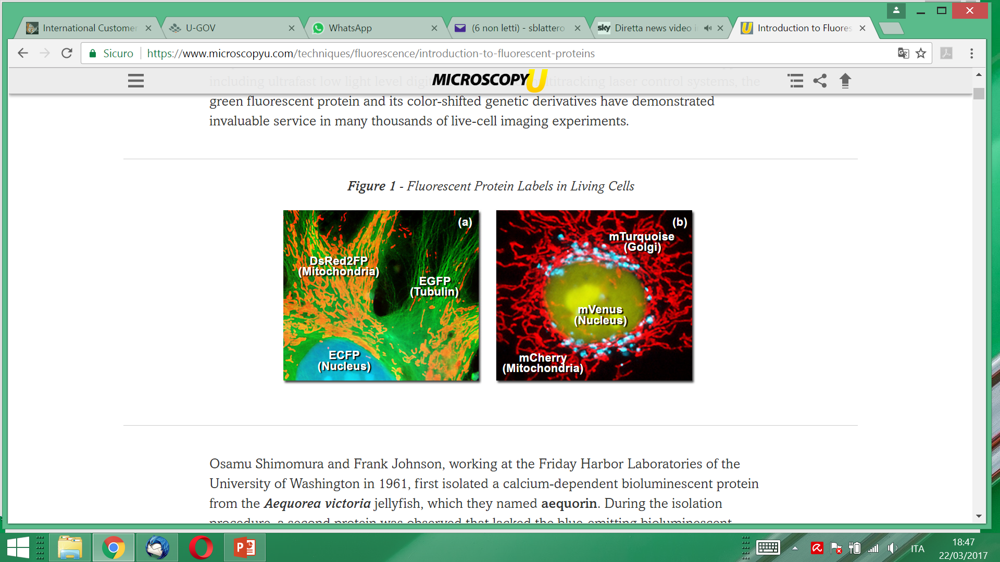 International Customer
U-GOV
WhatsApp
(6 non letti) - sblattero
sky Diretta news video i
U Introduction to Fluores
Sicuro
https://www.microscopyu.com/techniques/fluorescence/introduction-to-fluorescent-proteins
MICROSCOPYU
including ultrafast low light level digit titracking laser control systems, the
green fluorescent protein and its color-shifted genetic derivatives have demonstrated
invaluable service in many thousands of live-cell imaging experiments.
Figure 1 - Fluorescent Protein Labels in Living Cells
(a)
DsRed2FP
(Mitochondria)
EGFP
(Tubulin)
ECFP
(Nucleus)
(b)
mTurquoise
(Golgi)
mVenus
(Nucleus)
mCherry
(Mitochondria)
Osamu Shimomura and Frank Johnson, working at the Friday Harbor Laboratories of the
University of Washington in 1961, first isolated a calcium-dependent bioluminescent protein
from the Aequorea victoria jellyfish, which they named aequorin. During the isolation
procedure, a second protein was observed that lacked the blue-emitting bioluminescent
ITA
18:47
22/03/2017